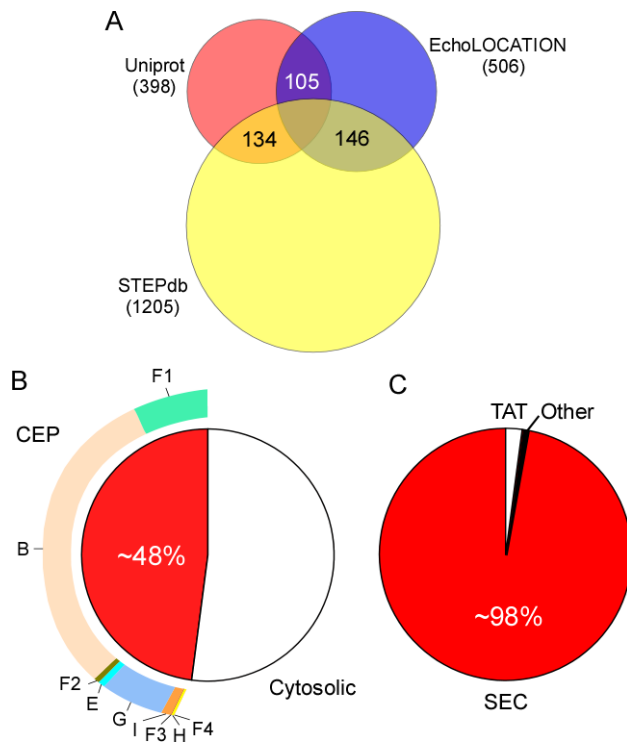 A
Uniprot
(398)
EchoLOCATION
(506)
105
134
146
STEPdb
(1205)
B
F1
CEP
B
~48%
F2
E
G
I
F3
H
F4
Cytosolic
C
TAT
Other
~98%
SEC